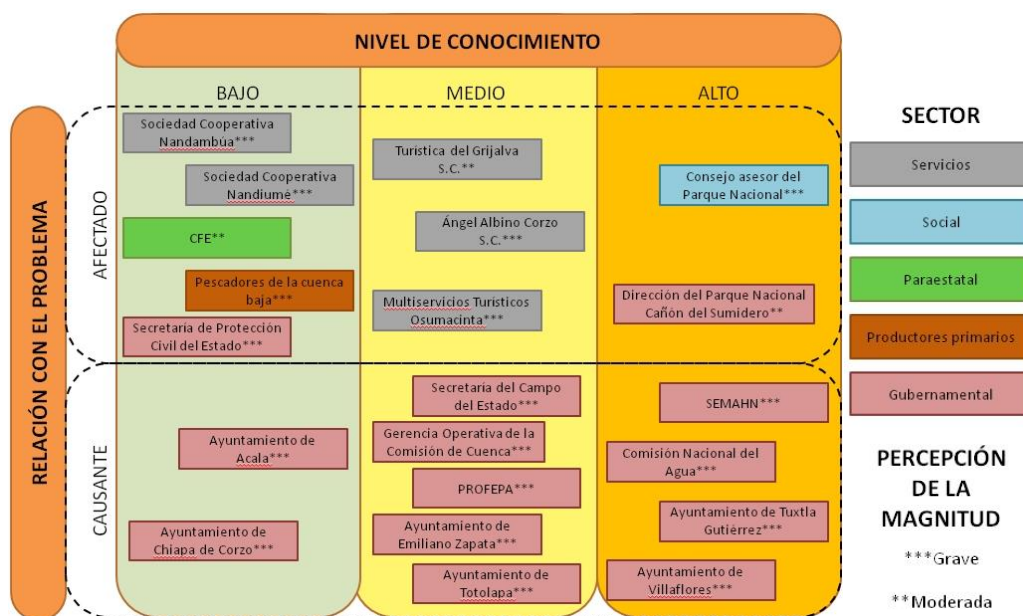 NIVEL DE CONOCIMIENTO
BAJO
MEDIO
ALTO
RELACIÓN CON EL PROBLEMA
AFECTADO
Sociedad Cooperativa
Nandambúa***
Sociedad Cooperativa
Nandiumé***
CFE**
Pescadores de la cuenca
baja***
Secretaría de Protección
Civil del Estado***
Turística del Grijalva
S.C.**
Ángel Albino Corzo
S.C.***
Multiservicios Turísticos
Osumacinta***
Consejo asesor del
Parque Nacional***
Dirección del Parque Nacional
Cañón del Sumidero**
CAUSANTE
Ayuntamiento de
Acala***
Ayuntamiento de
Chiapa de Corzo***
Secretaría del Campo
del Estado***
Gerencia Operativa de la
Comisión de Cuenca***
PROFEPA***
Ayuntamiento de
Emiliano Zapata***
Ayuntamiento de
Totolapa***
SEMAHN***
Comisión Nacional del
Agua***
Ayuntamiento de Tuxtla
Gutiérrez***
Ayuntamiento de
Villaflores***
SECTOR
Servicios
Social
Paraestatal
Productores primarios
Gubernamental
PERCEPCIÓN
DE LA
MAGNITUD
***Grave
**Moderada